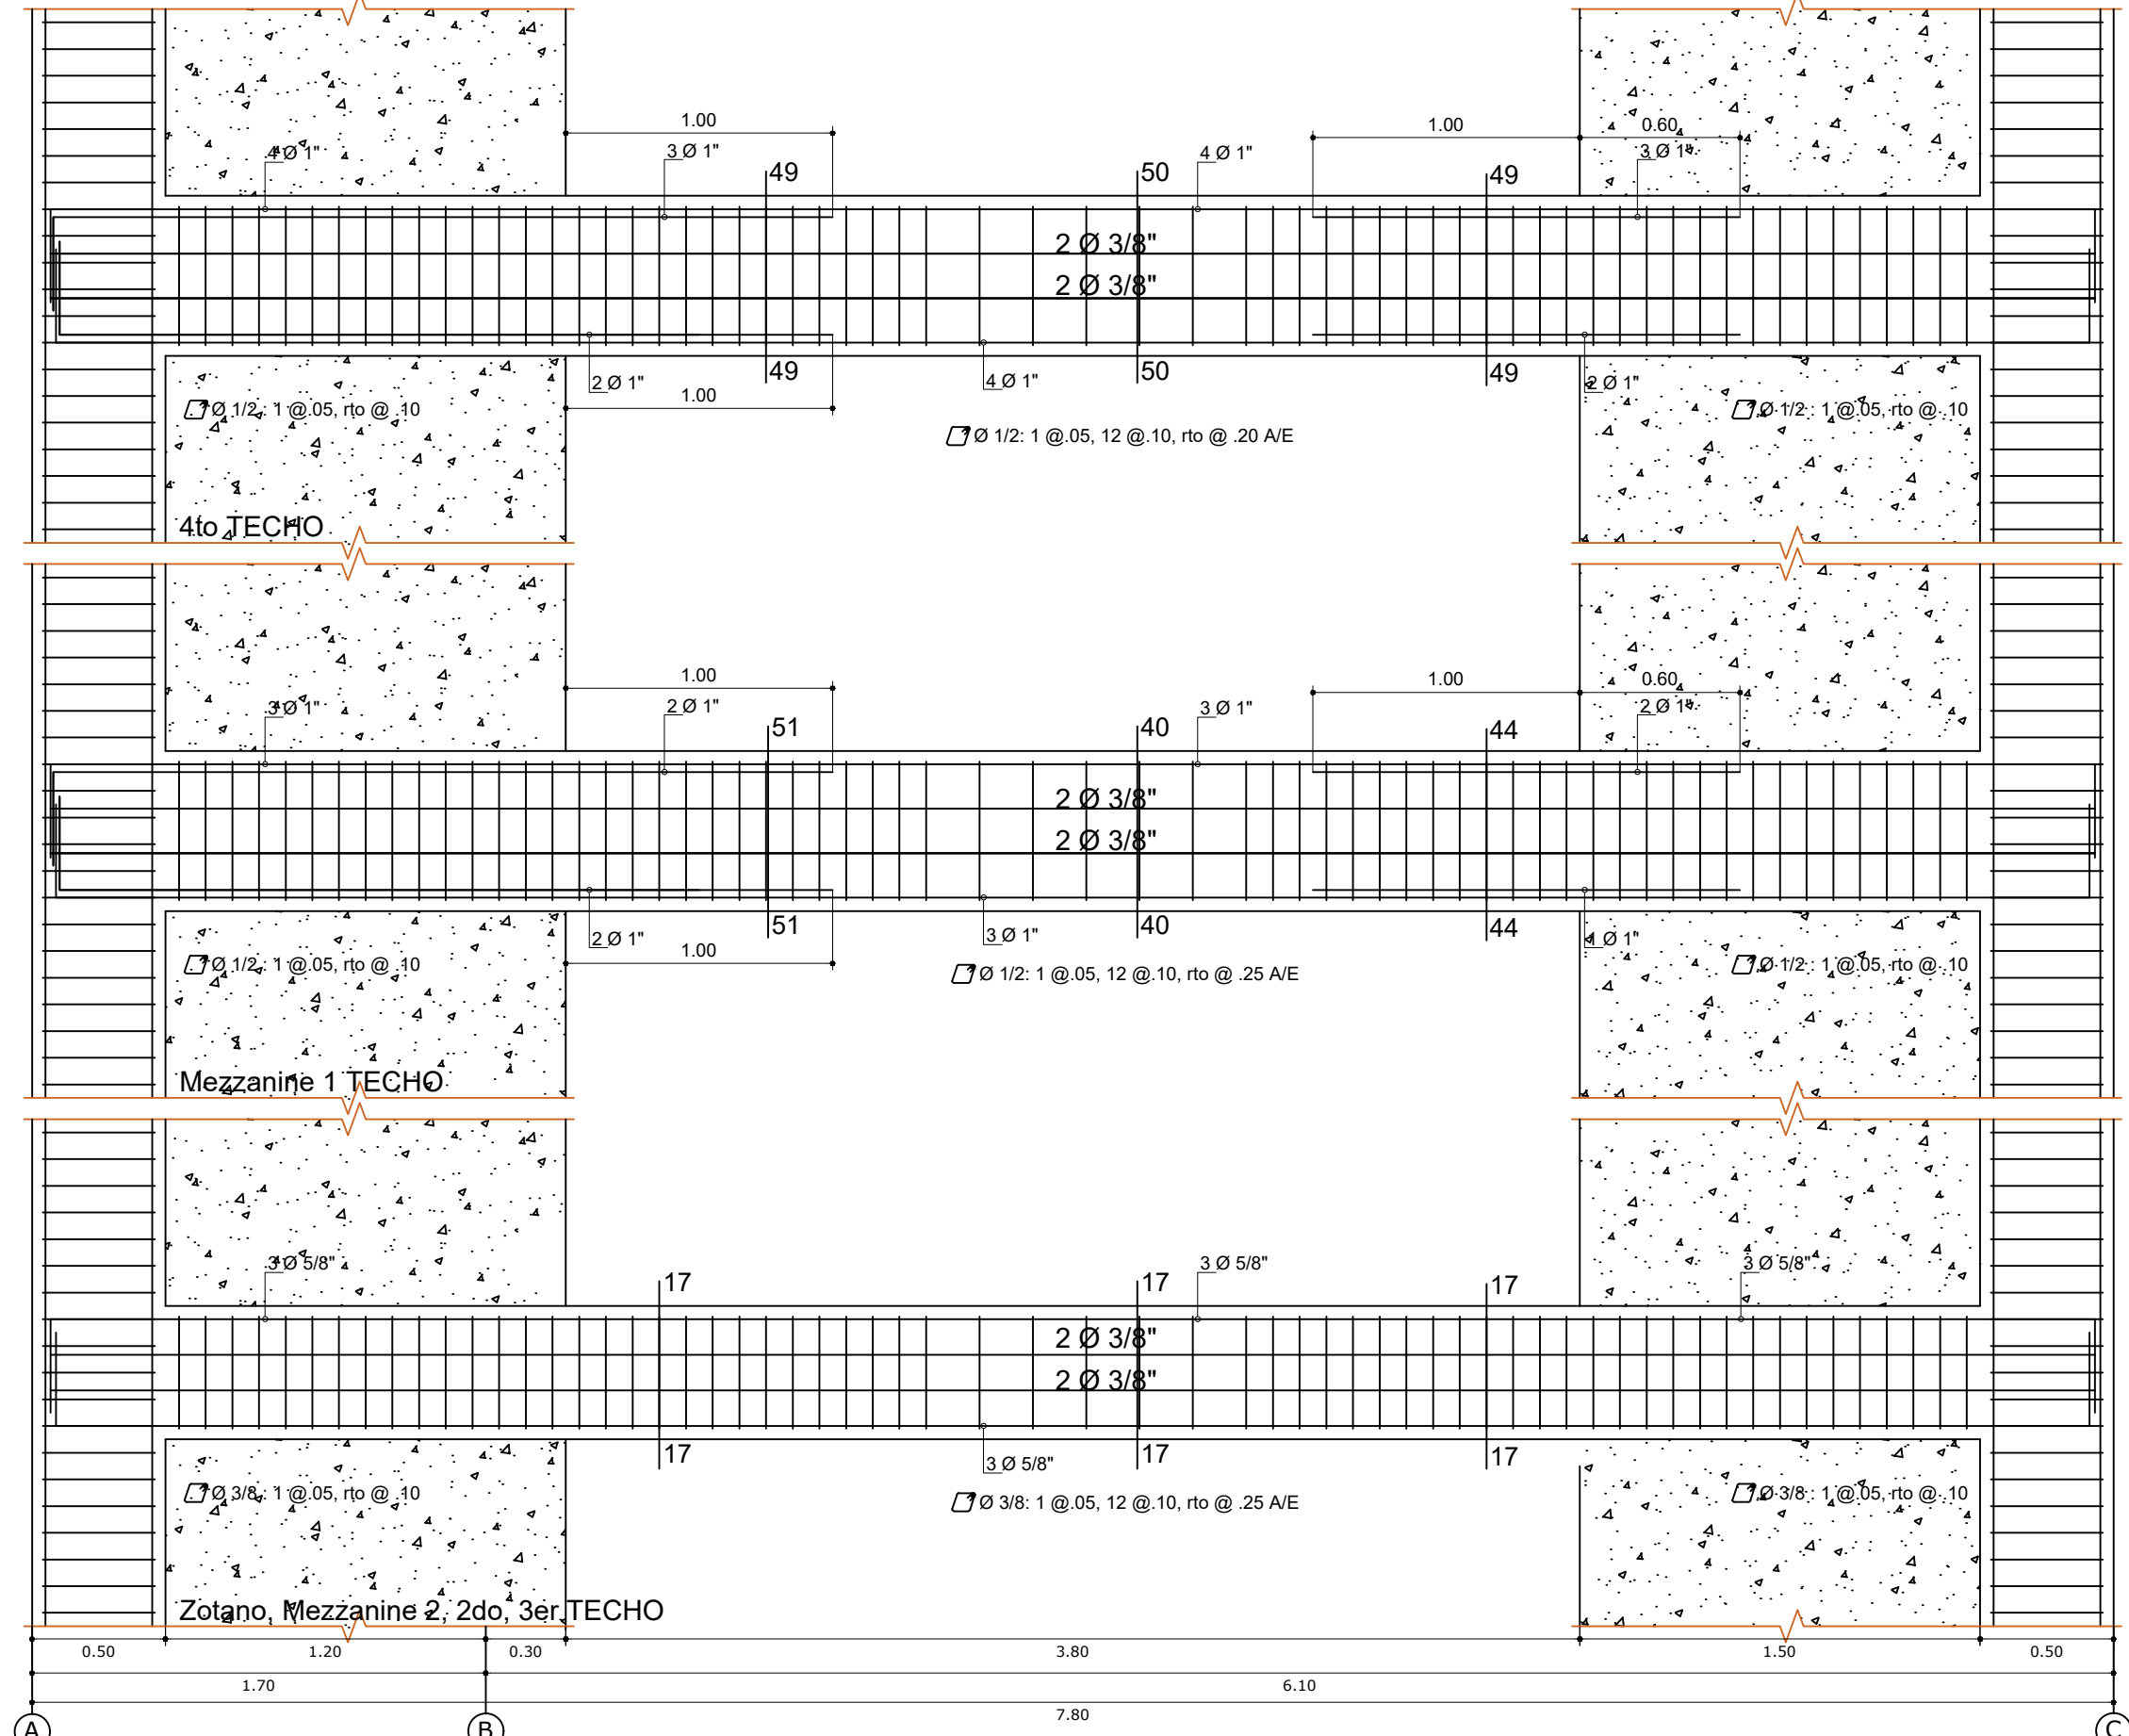 1.00
1.00
0.60
4 Ø 1"
3 Ø 1"
4 Ø 1"
3 Ø 1"
49
50
49
2 Ø 3/8"
2 Ø 3/8"
49
50
49
2 Ø 1"
4 Ø 1"
2 Ø 1"
1.00
Ø 1/2: 1 @.05, rto @ .10
Ø 1/2: 1 @.05, 12 @.10, rto @ .20 A/E
Ø 1/2: 1 @.05, rto @ .10
4to TECHO
1.00
1.00
0.60
3 Ø 1"
2 Ø 1"
3 Ø 1"
2 Ø 1"
51
40
44
2 Ø 3/8"
2 Ø 3/8"
51
40
44
2 Ø 1"
3 Ø 1"
1 Ø 1"
1.00
Ø 1/2: 1 @.05, rto @ .10
Ø 1/2: 1 @.05, 12 @.10, rto @ .25 A/E
Ø 1/2: 1 @.05, rto @ .10
Mezzanine 1 TECHO
3 Ø 5/8"
3 Ø 5/8"
3 Ø 5/8"
17
17
17
2 Ø 3/8"
2 Ø 3/8"
17
17
17
3 Ø 5/8"
Ø 3/8: 1 @.05, rto @ .10
Ø 3/8: 1 @.05, 12 @.10, rto @ .25 A/E
Ø 3/8: 1 @.05, rto @ .10
Zotano, Mezzanine 2, 2do, 3er TECHO
0.50
1.20
0.30
3.80
1.50
0.50
1.70
6.10
7.80
A
B
C